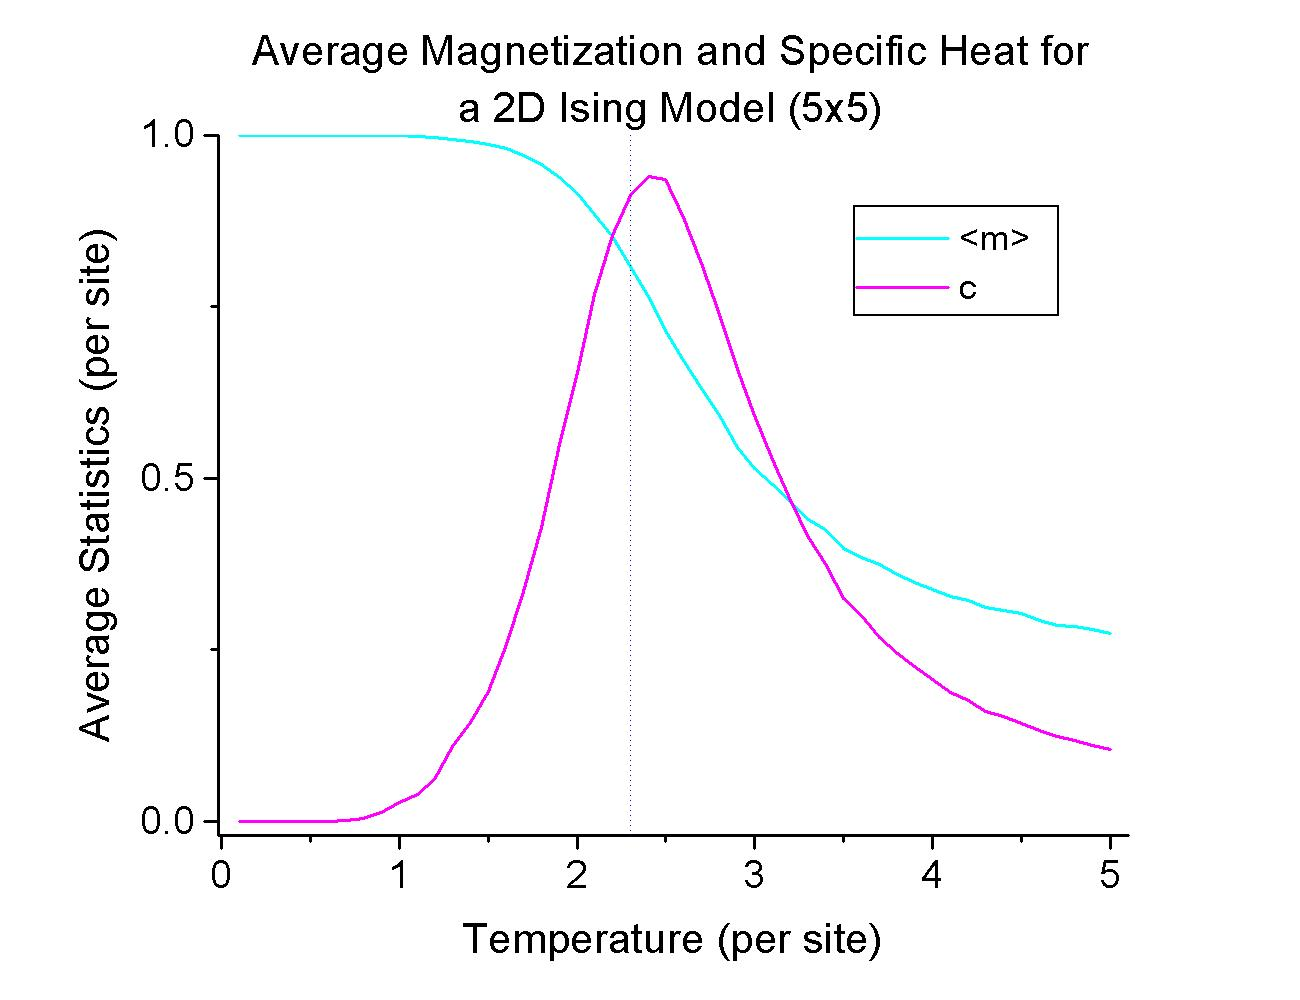 Average Magnetization and Specific Heat for
a 2D Ising Model (5x5)
1.0
0.5
0.0
Average Statistics (per site)
<m>
c
0 1 2 3 4 5
Temperature (per site)